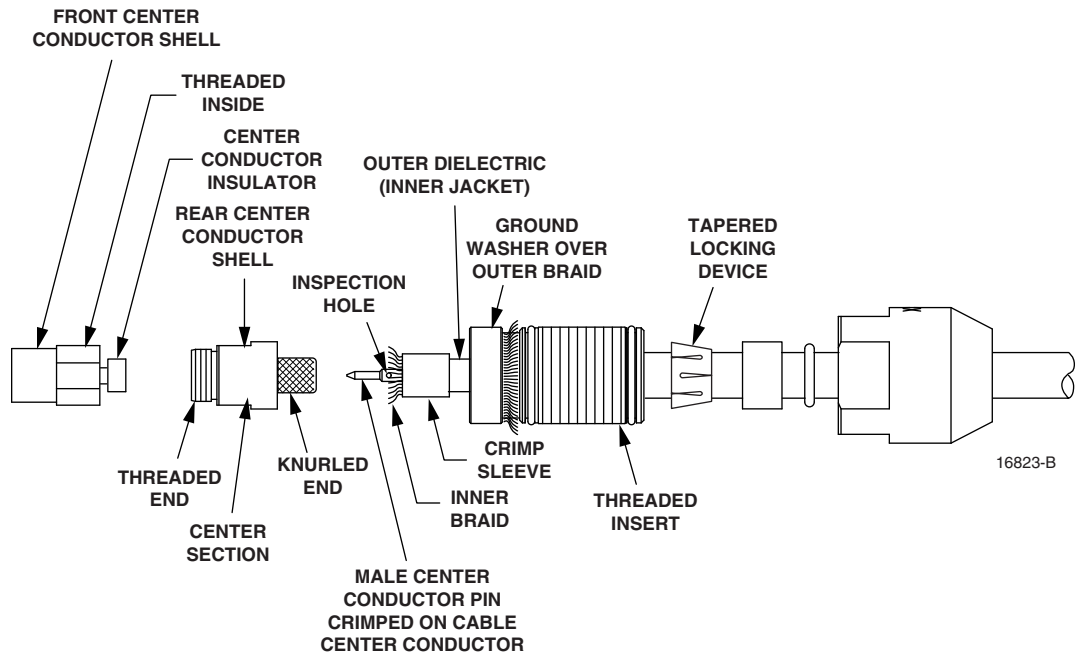 FRONT CENTER
CONDUCTOR SHELL
THREADED
INSIDE
CENTER
CONDUCTOR
INSULATOR
REAR CENTER
CONDUCTOR
SHELL
OUTER DIELECTRIC
(INNER JACKET)
GROUND
WASHER OVER
OUTER BRAID
TAPERED
LOCKING
DEVICE
INSPECTION
HOLE
THREADED
END
CENTER
SECTION
KNURLED
END
INNER
BRAID
CRIMP
SLEEVE
THREADED
INSERT
16823-B
MALE CENTER
CONDUCTOR PIN
CRIMPED ON CABLE
CENTER CONDUCTOR